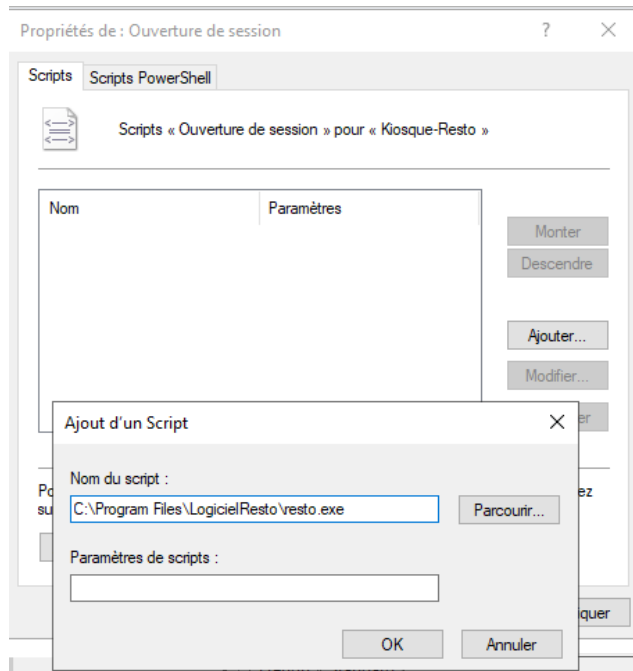 Propriétés de : Ouverture de session
Scripts
Scripts PowerShell
Scripts « Ouverture de session » pour « Kiosque-Resto »
Nom
Paramètres
Monter
Descendre
Ajouter...
Modifier...
Ajout d'un Script
Nom du script :
C:\Program Files\LogicielResto\resto.exe
Parcourir...
Paramètres de scripts :
OK
Annuler